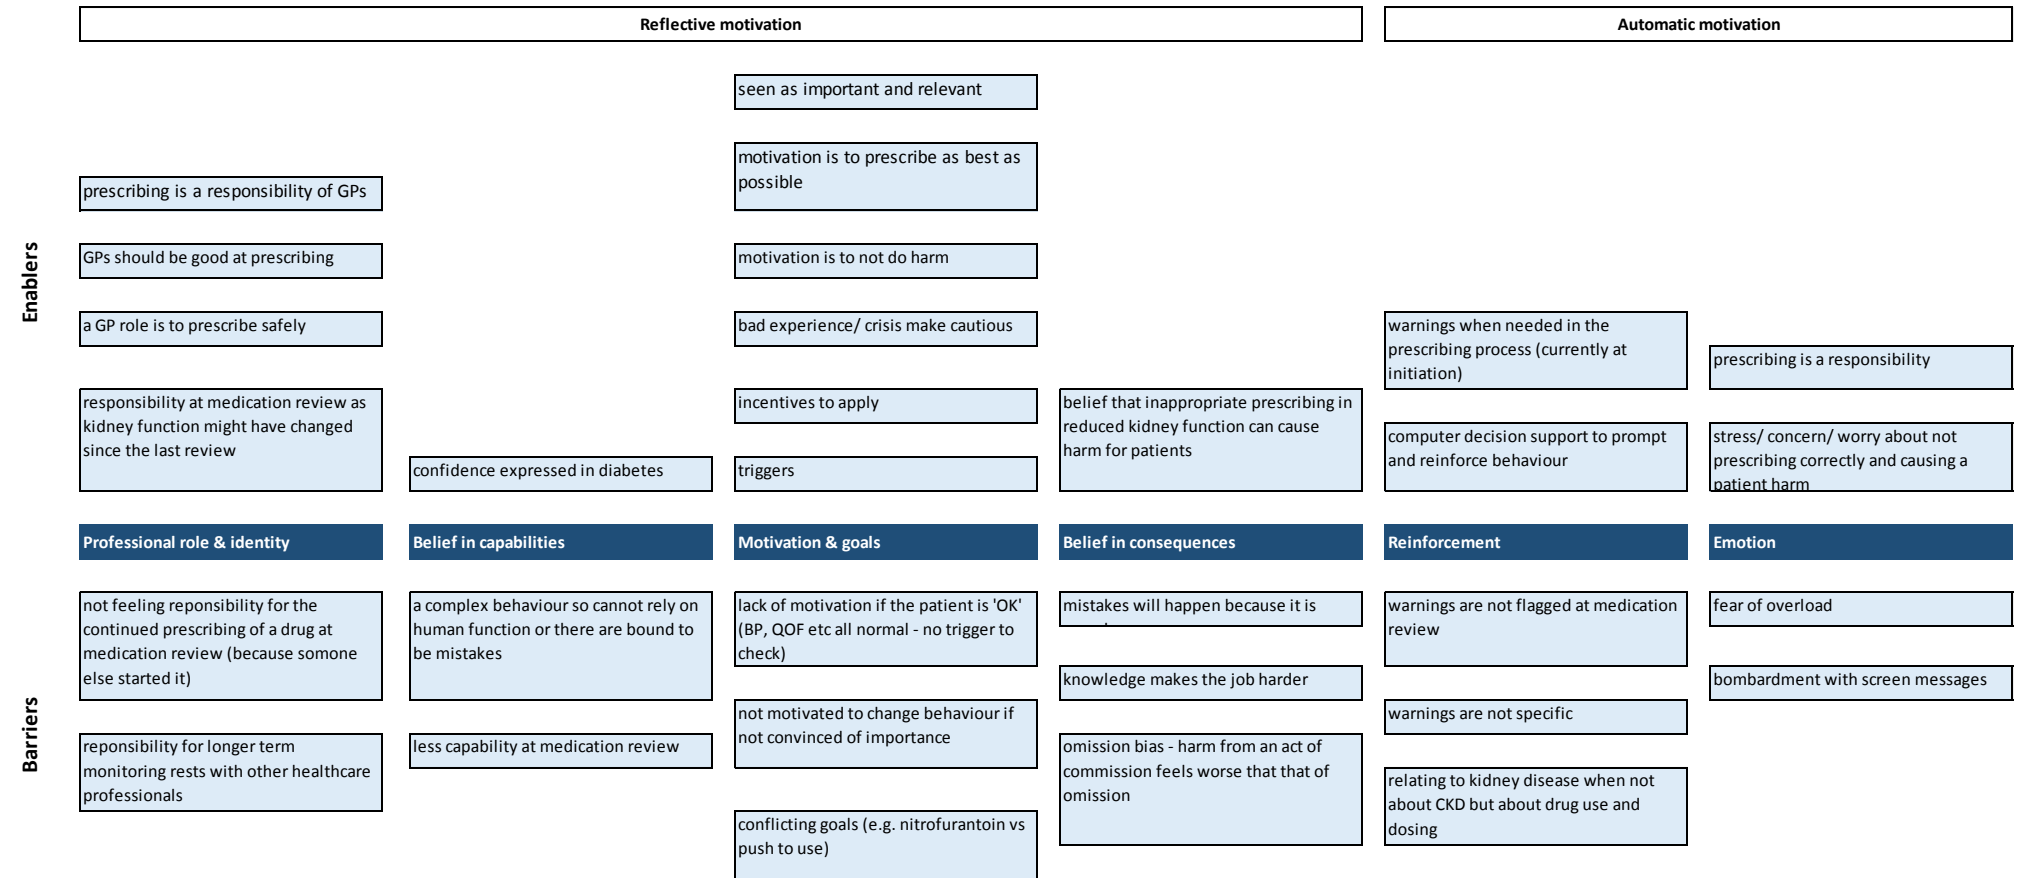 Reflective motivation
Automatic motivation
Enablers
prescribing is a responsibility of GPs
GPs should be good at prescribing
a GP role is to prescribe safely
responsibility at medication review as
kidney function might have changed
since the last review
confidence expressed in diabetes
seen as important and relevant
motivation is to prescribe as best as
possible
motivation is to not do harm
bad experience/ crisis make cautious
incentives to apply
triggers
belief that inappropriate prescribing in
reduced kidney function can cause
harm for patients
warnings when needed in the
prescribing process (currently at
initiation)
computer decision support to prompt
and reinforce behaviour
prescribing is a responsibility
stress/ concern/ worry about not
prescribing correctly and causing a
patient harm
Professional role & identity
Belief in capabilities
Motivation & goals
Belief in consequences
Reinforcement
Emotion
Barriers
not feeling reponsibility for the
continued prescribing of a drug at
medication review (because somone
else started it)
reponsibility for longer term
monitoring rests with other healthcare
professionals
a complex behaviour so cannot rely on
human function or there are bound to
be mistakes
less capability at medication review
lack of motivation if the patient is 'OK'
(BP, QOF etc all normal - no trigger to
check)
not motivated to change behaviour if
not convinced of importance
conflicting goals (e.g. nitrofurantoin vs
push to use)
mistakes will happen because it is
knowledge makes the job harder
omission bias - harm from an act of
commission feels worse that that of
omission
warnings are not flagged at medication
review
warnings are not specific
relating to kidney disease when not
about CKD but about drug use and
dosing
fear of overload
bombardment with screen messages